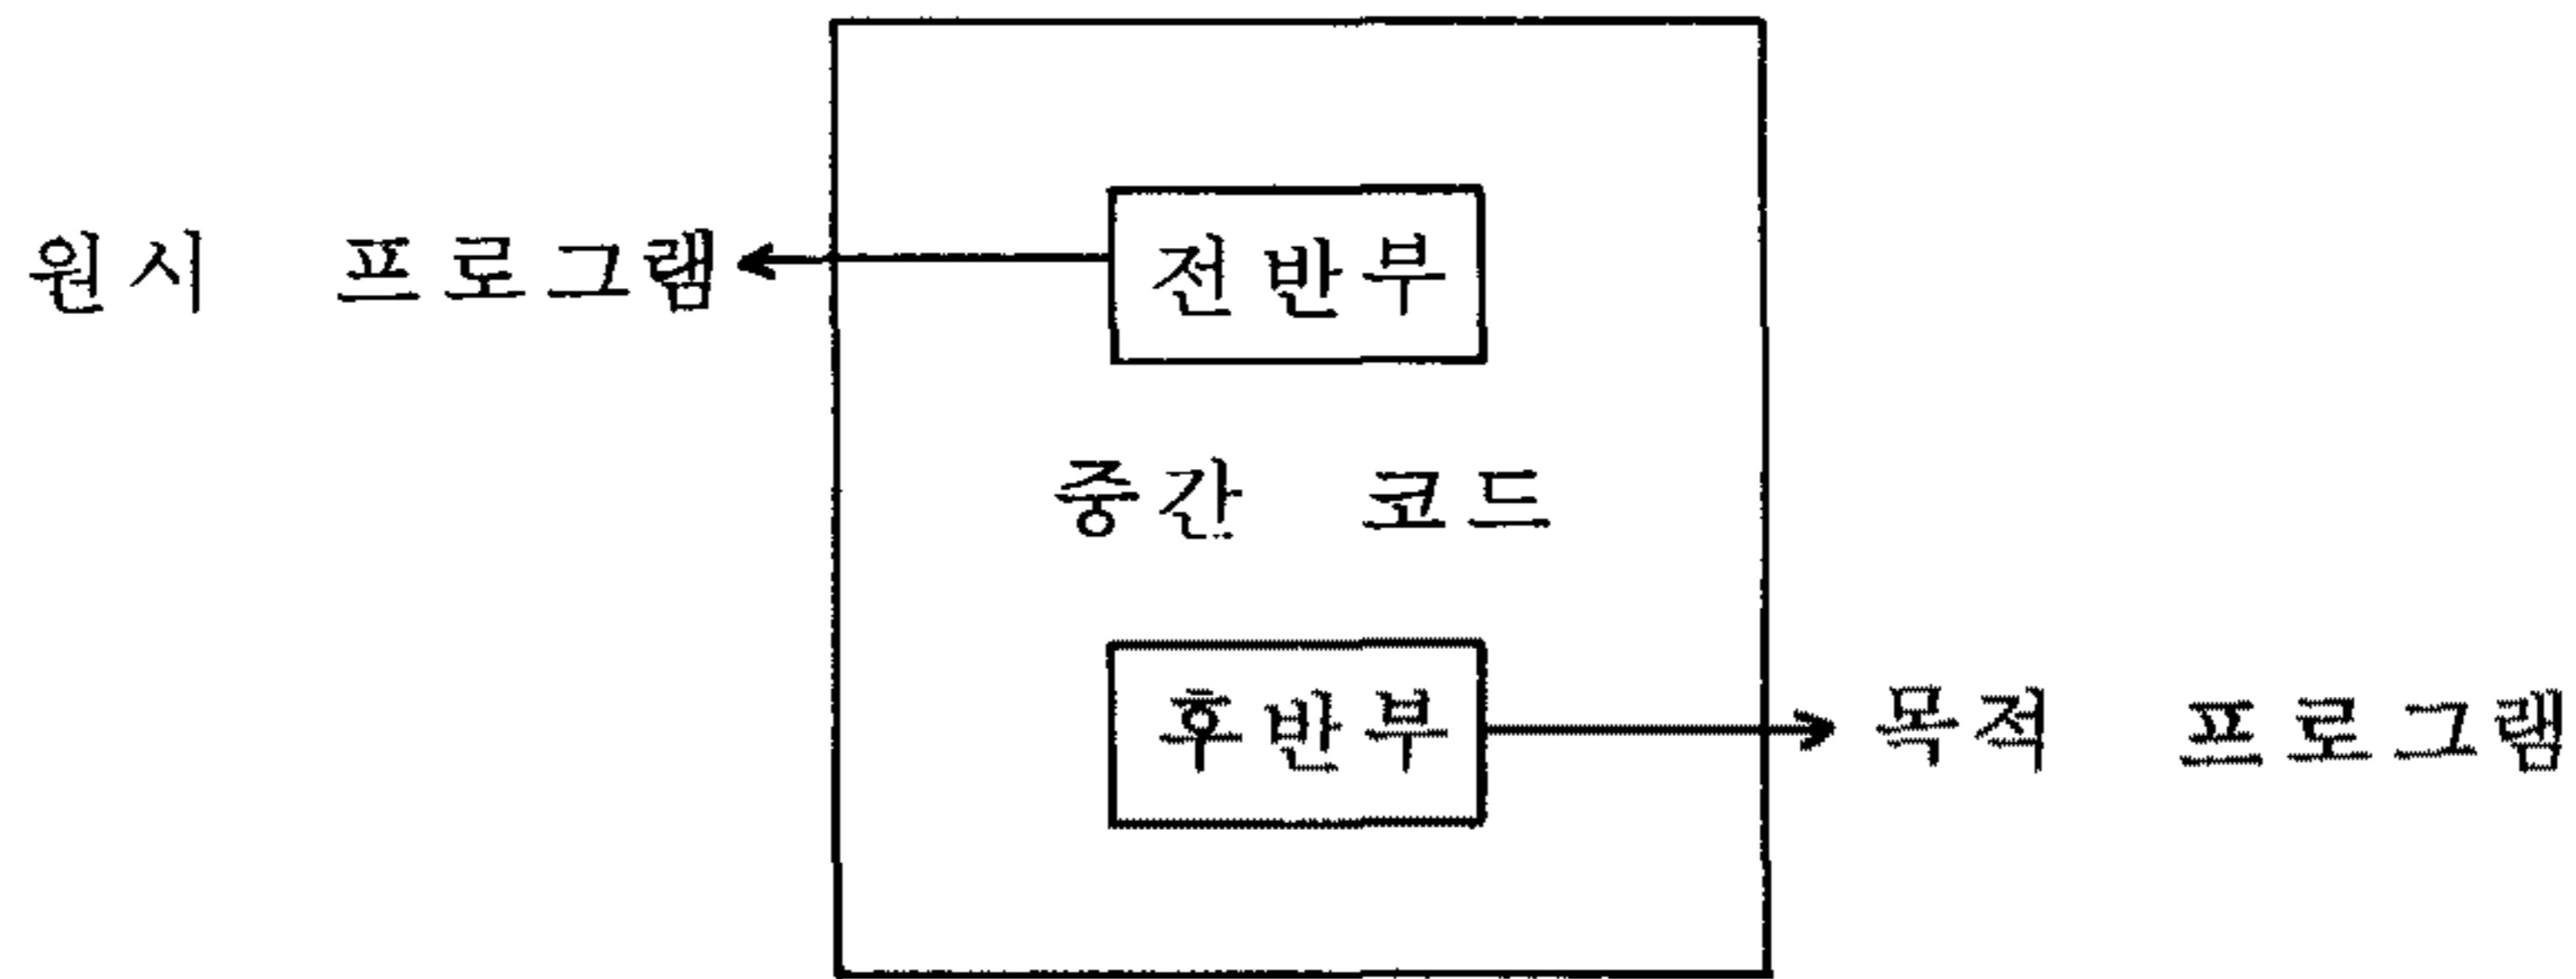 원시 프로그램
전반부
중간 코드
후반부
목적 프로그램